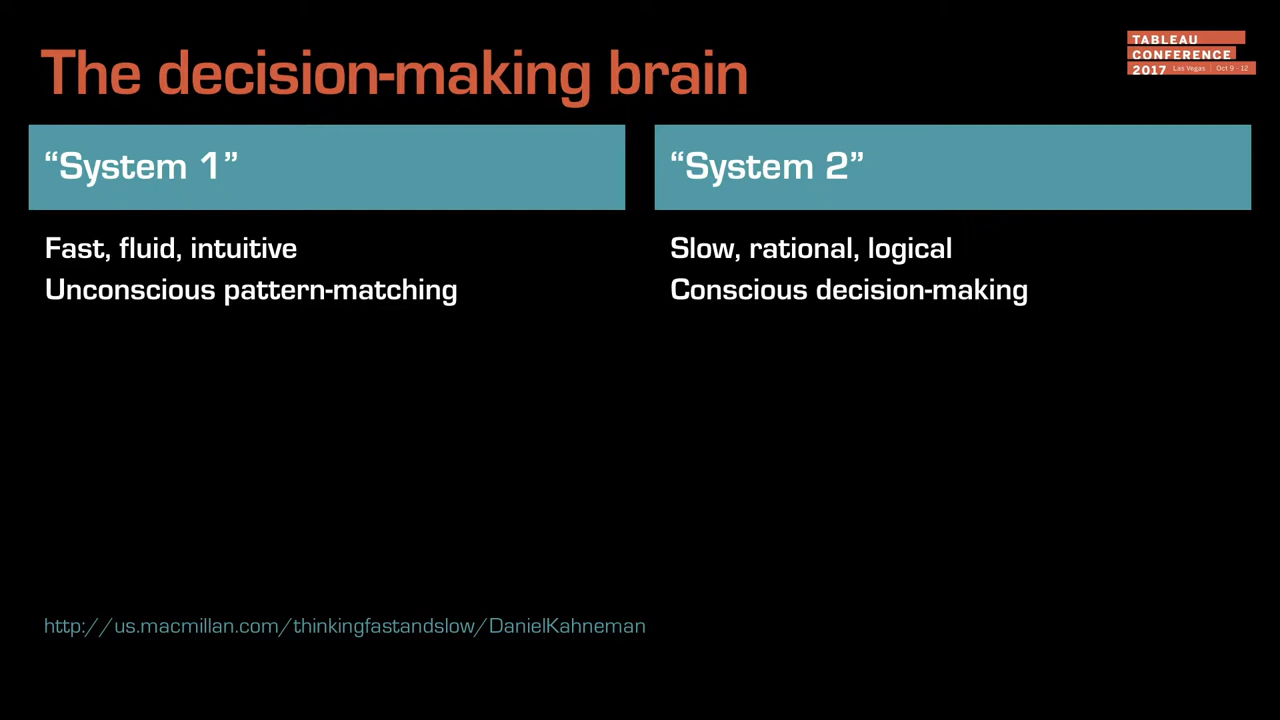 The decision-making brain
TABLEAU
CONFERENCE
2017 Las Vegas | Oct 9 - 12
“System 1”
Fast, fluid, intuitive
Unconscious pattern-matching
“System 2”
Slow, rational, logical
Conscious decision-making
http://us.macmillan.com/thinkingfastandslow/DanielKahneman